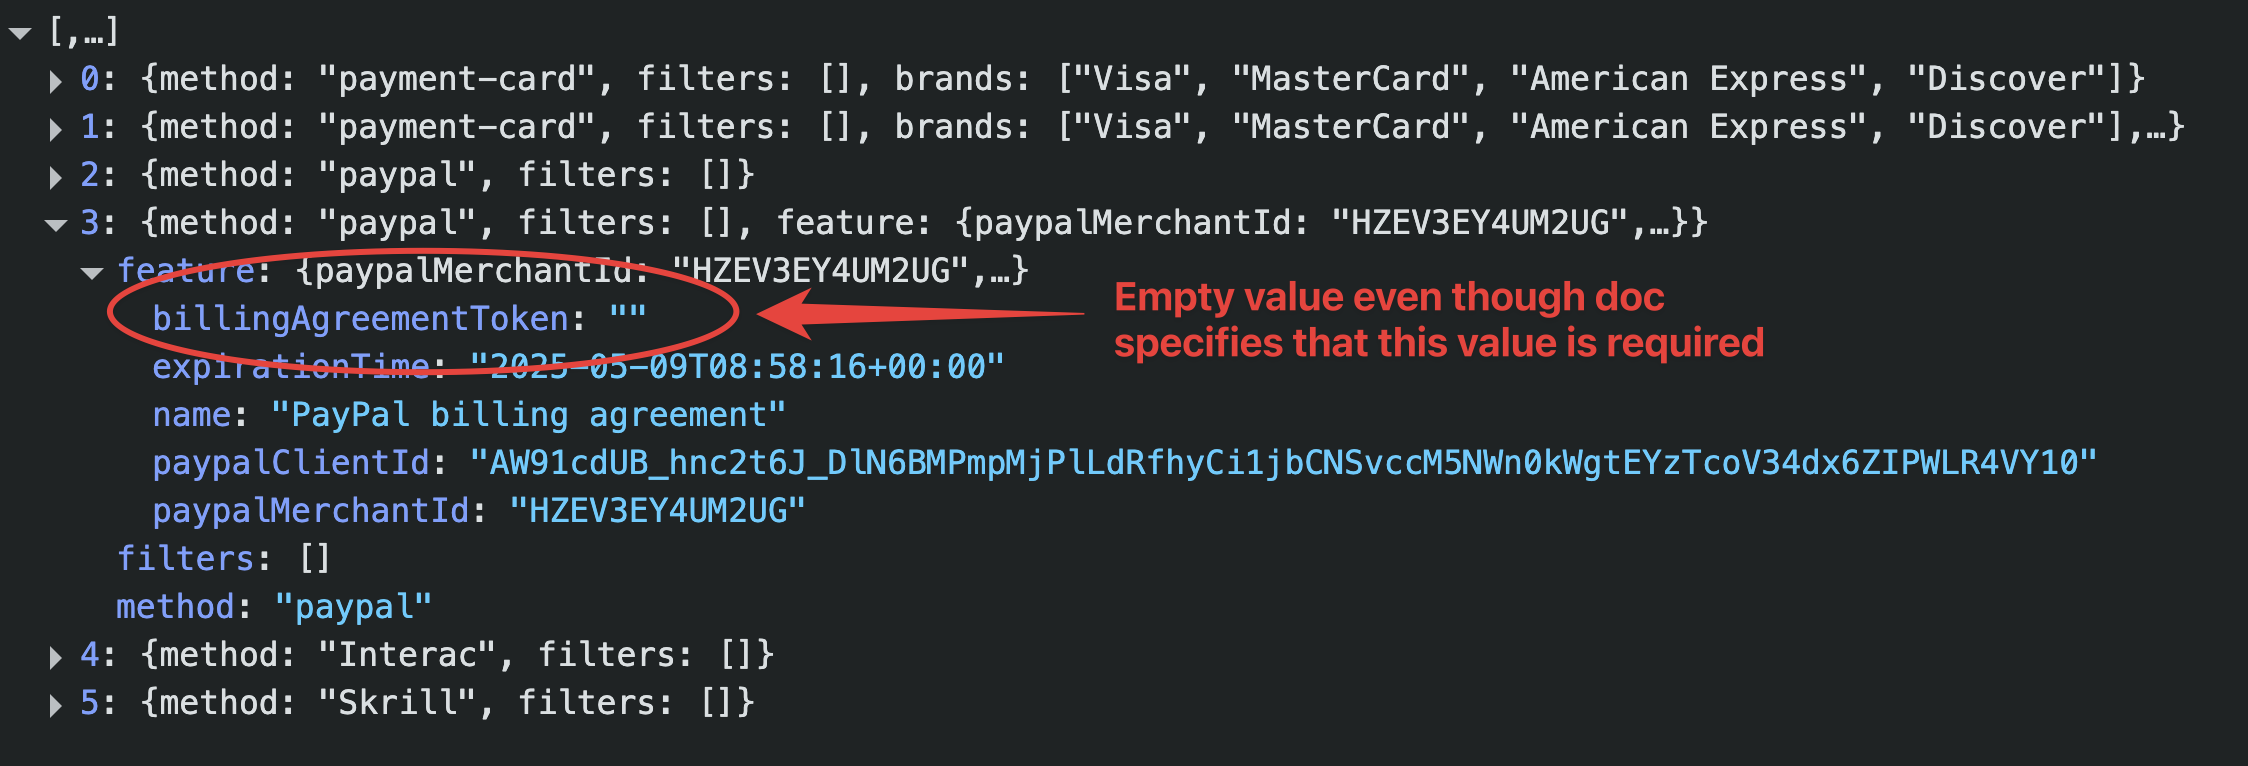 [,…]
0: {method: "payment-card", filters: [], brands: ["Visa", "MasterCard", "American Express", "Discover"]}
1: {method: "payment-card", filters: [], brands: ["Visa", "MasterCard", "American Express", "Discover"],…}
2: {method: "paypal", filters: []}
3: {method: "paypal", filters: [], feature: {paypalMerchantId: "HZEV3EY4UM2UG",…}}
feature: {paypalMerchantId: "HZEV3EY4UM2UG",…}
billingAgreementToken: ""
Empty value even though doc
specifies that this value is required
expirationTime: "2025-05-09T08:58:16+00:00"
name: "PayPal billing agreement"
paypalClientId: "AW91cdUB_hnc2t6J_DlN6BMPmpMjPlLdRfhyCi1jbCNSvccM5NWn0kWgtEYzTcoV34dx6ZIPWLR4VY10"
paypalMerchantId: "HZEV3EY4UM2UG"
filters: []
method: "paypal"
4: {method: "Interac", filters: []}
5: {method: "Skrill", filters: []}